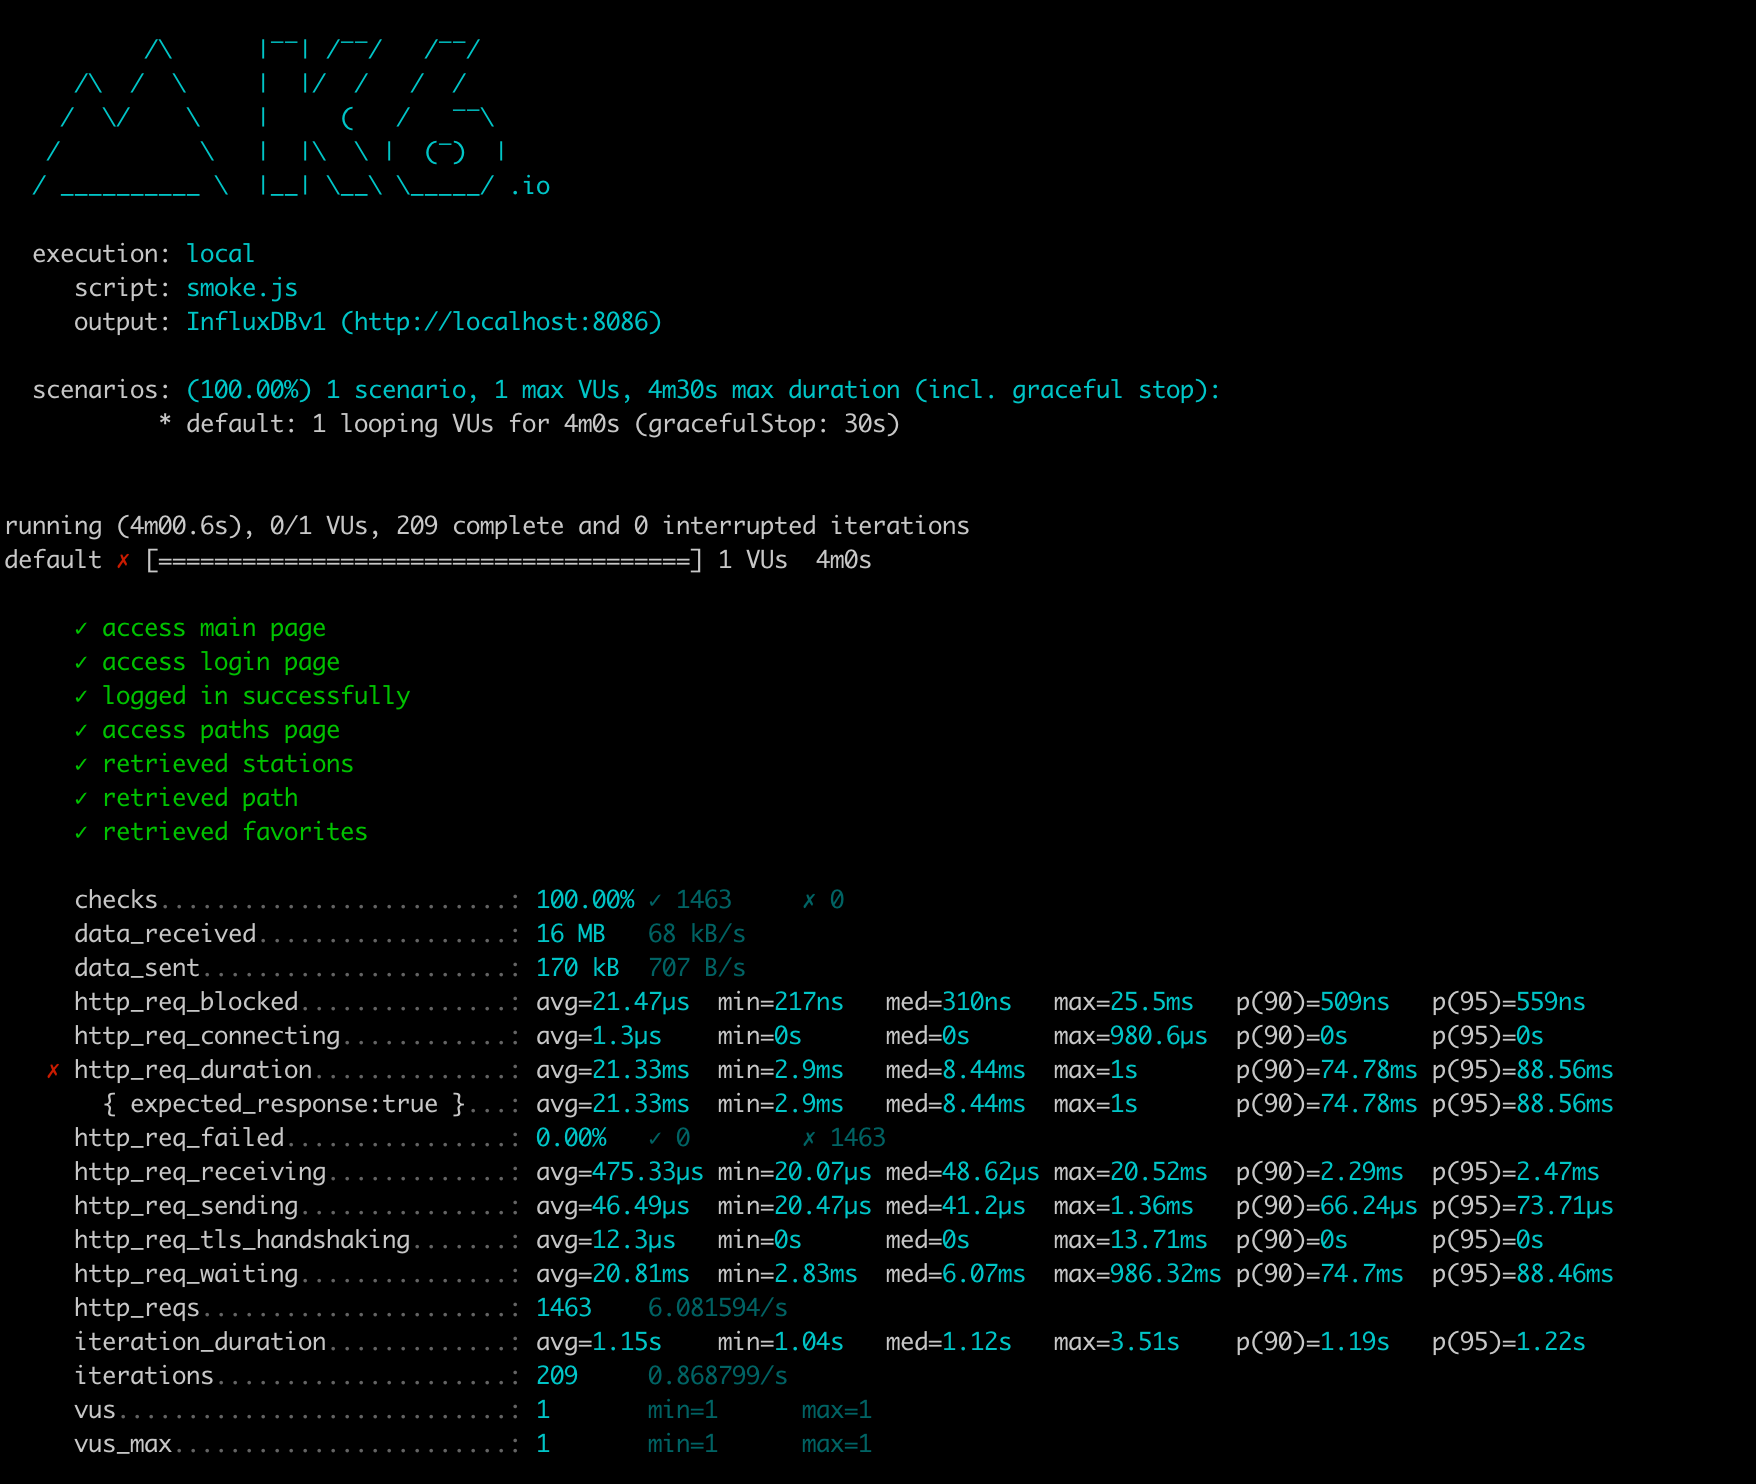 /\      |‾‾| /‾‾/   /‾‾/
    /\  /  \     |  |/  /   /  /
   /  \/    \    |     (   /   ‾‾\
  /          \   |  |\  \ |  (‾)  |
 / __________ \  |__| \__\ \_____/ .io
execution: local
script: smoke.js
output: InfluxDBv1 (http://localhost:8086)
scenarios: (100.00%) 1 scenario, 1 max VUs, 4m30s max duration (incl. graceful stop):
* default: 1 looping VUs for 4m0s (gracefulStop: 30s)
running (4m00.6s), 0/1 VUs, 209 complete and 0 interrupted iterations
default ✗ [======================================] 1 VUs  4m0s
✓ access main page
✓ access login page
✓ logged in successfully
✓ access paths page
✓ retrieved stations
✓ retrieved path
✓ retrieved favorites
checks.........................: 100.00% ✓ 1463     ✗ 0
data_received..................: 16 MB   68 kB/s
data_sent......................: 170 kB  707 B/s
http_req_blocked...............: avg=21.47µs  min=217ns   med=310ns   max=25.5ms   p(90)=509ns   p(95)=559ns
http_req_connecting............: avg=1.3µs    min=0s      med=0s      max=980.6µs  p(90)=0s      p(95)=0s
✗ http_req_duration..............: avg=21.33ms  min=2.9ms   med=8.44ms  max=1s       p(90)=74.78ms p(95)=88.56ms
{ expected_response:true }...: avg=21.33ms  min=2.9ms   med=8.44ms  max=1s       p(90)=74.78ms p(95)=88.56ms
http_req_failed................: 0.00%   ✓ 0        ✗ 1463
http_req_receiving.............: avg=475.33µs min=20.07µs med=48.62µs max=20.52ms  p(90)=2.29ms  p(95)=2.47ms
http_req_sending...............: avg=46.49µs  min=20.47µs med=41.2µs  max=1.36ms   p(90)=66.24µs p(95)=73.71µs
http_req_tls_handshaking.......: avg=12.3µs   min=0s      med=0s      max=13.71ms  p(90)=0s      p(95)=0s
http_req_waiting...............: avg=20.81ms  min=2.83ms  med=6.07ms  max=986.32ms p(90)=74.7ms  p(95)=88.46ms
http_reqs......................: 1463    6.081594/s
iteration_duration.............: avg=1.15s    min=1.04s   med=1.12s   max=3.51s    p(90)=1.19s   p(95)=1.22s
iterations.....................: 209     0.868799/s
vus............................: 1       min=1      max=1
vus_max........................: 1       min=1      max=1